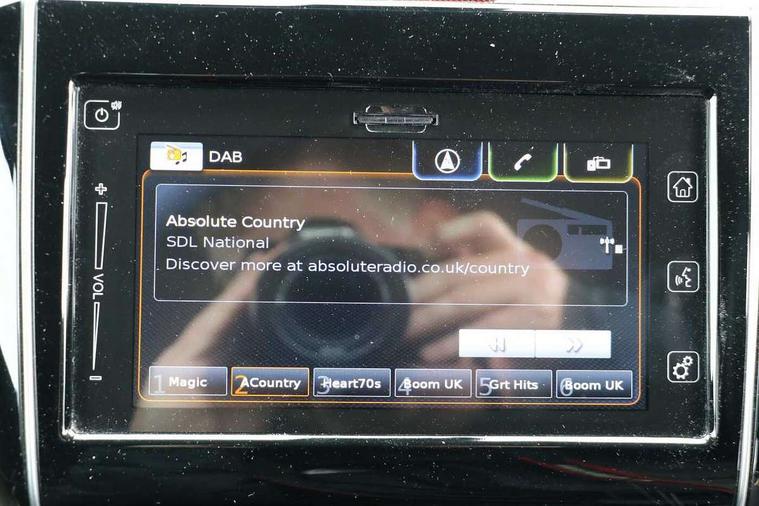 DAB
Absolute Country
SDL National
Discover more at absoluteradio.co.uk/country
+
VOL
−
1 Magic
2 ACountry
3 Heart70s
4 Boom UK
5 Grt Hits
6 Boom UK